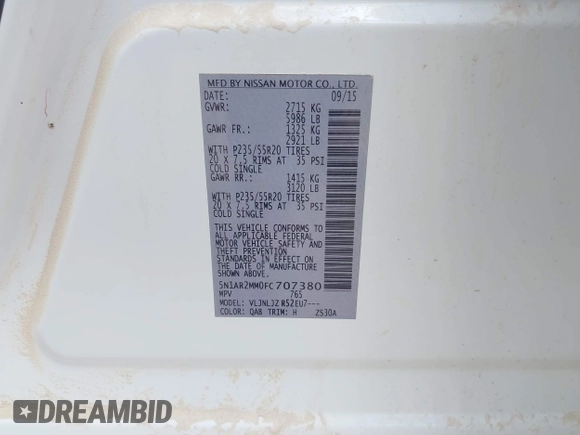 MFD BY NISSAN MOTOR CO., LTD.
DATE: 09/15
GVWR: 2715 KG
5986 LB
GAWR FR.: 1325 KG
2921 LB
WITH P235/55R20 TIRES
20 X 7.5 RIMS AT 35 PSI
COLD SINGLE
GAWR RR.: 1415 KG
3120 LB
WITH P235/55R20 TIRES
20 X 7.5 RIMS AT 35 PSI
COLD SINGLE
THIS VEHICLE CONFORMS TO
ALL APPLICABLE FEDERAL
MOTOR VEHICLE SAFETY AND
THEFT PREVENTION
STANDARDS IN EFFECT ON
THE DATE OF MANUFACTURE
SHOWN ABOVE.
5N1AR2MM0FC707380
MPV 765
MODEL: VLJNLJZ R52EU7---
COLOR: QAB TRIM: H ZS30A
DREAMBID